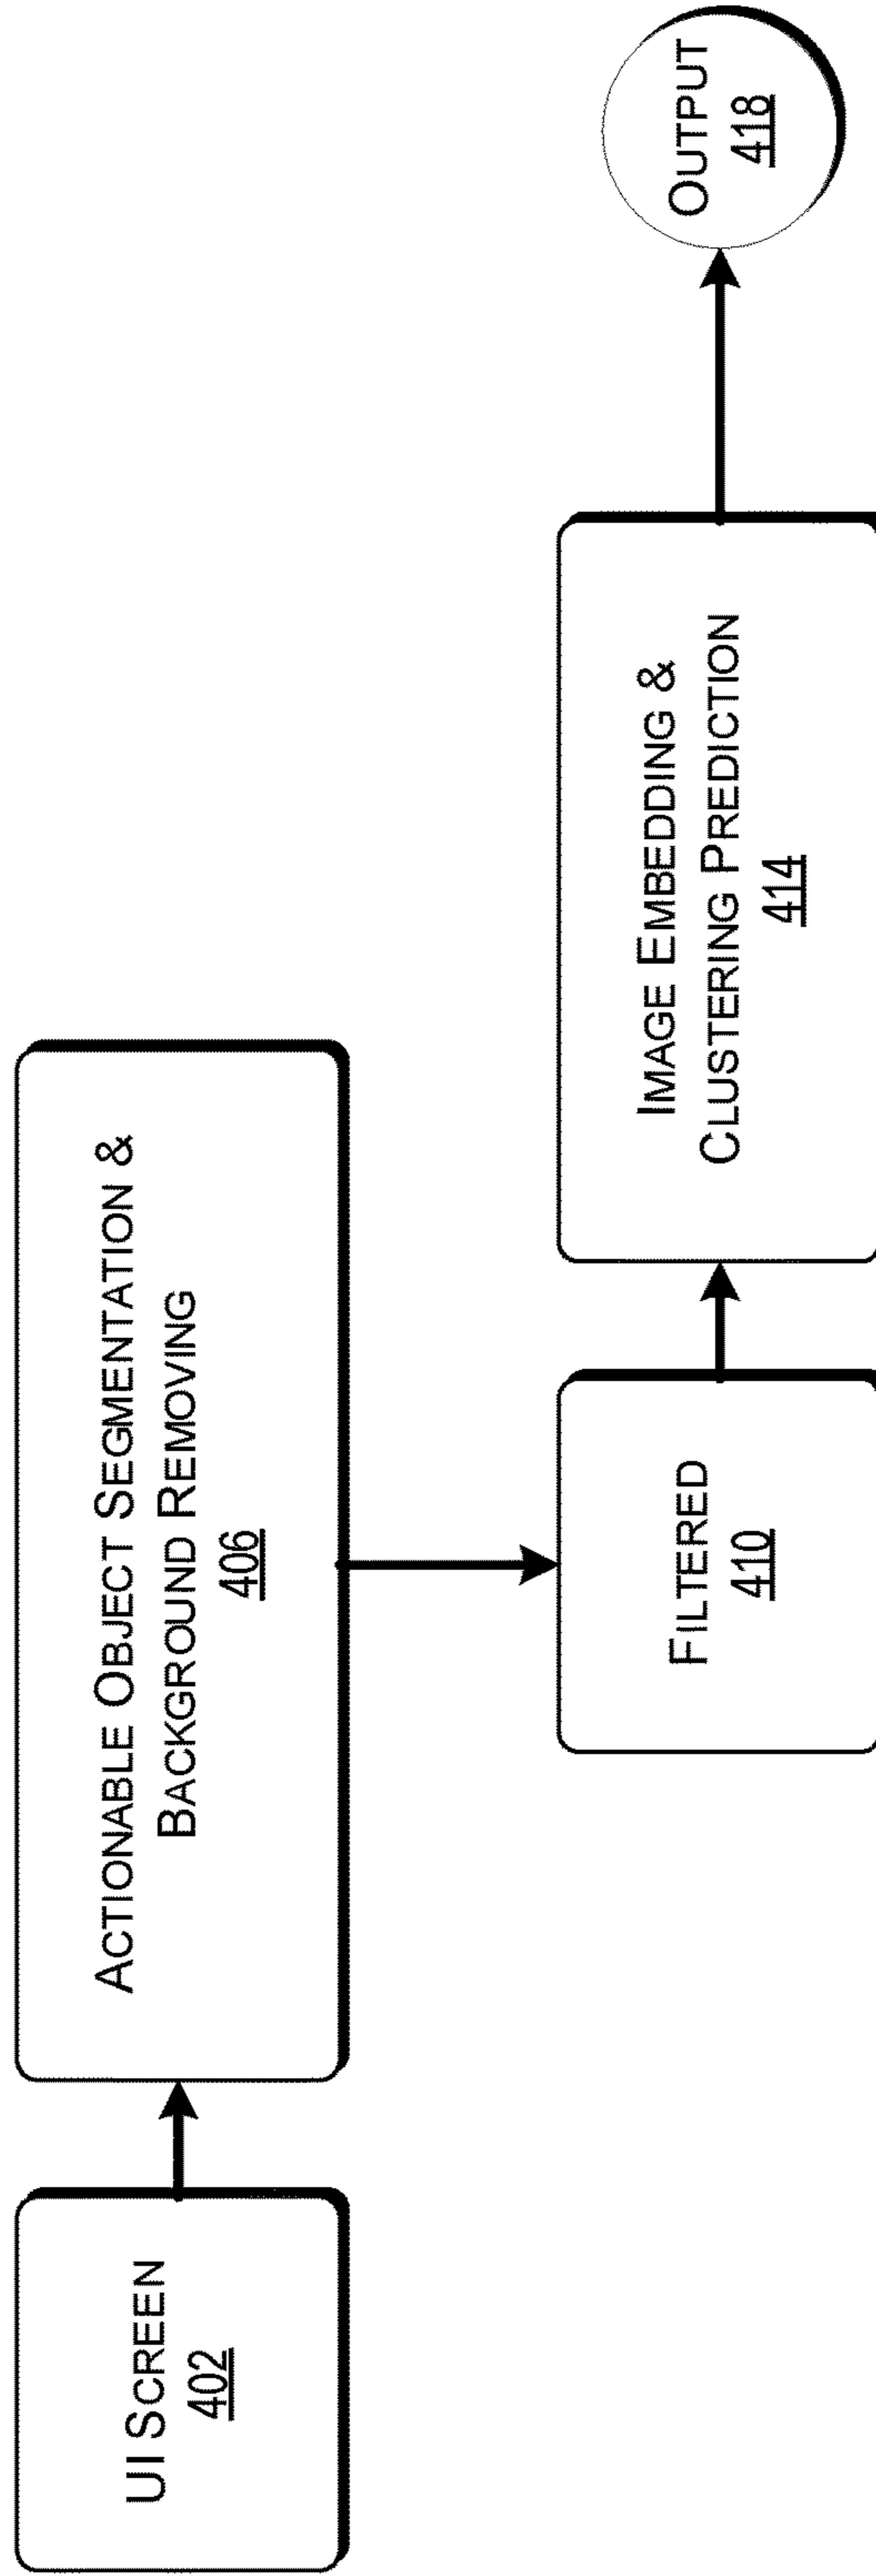 UI SCREEN
402
ACTIONABLE OBJECT SEGMENTATION &
BACKGROUND REMOVING
406
FILTERED
410
IMAGE EMBEDDING &
CLUSTERING PREDICTION
414
OUTPUT
418